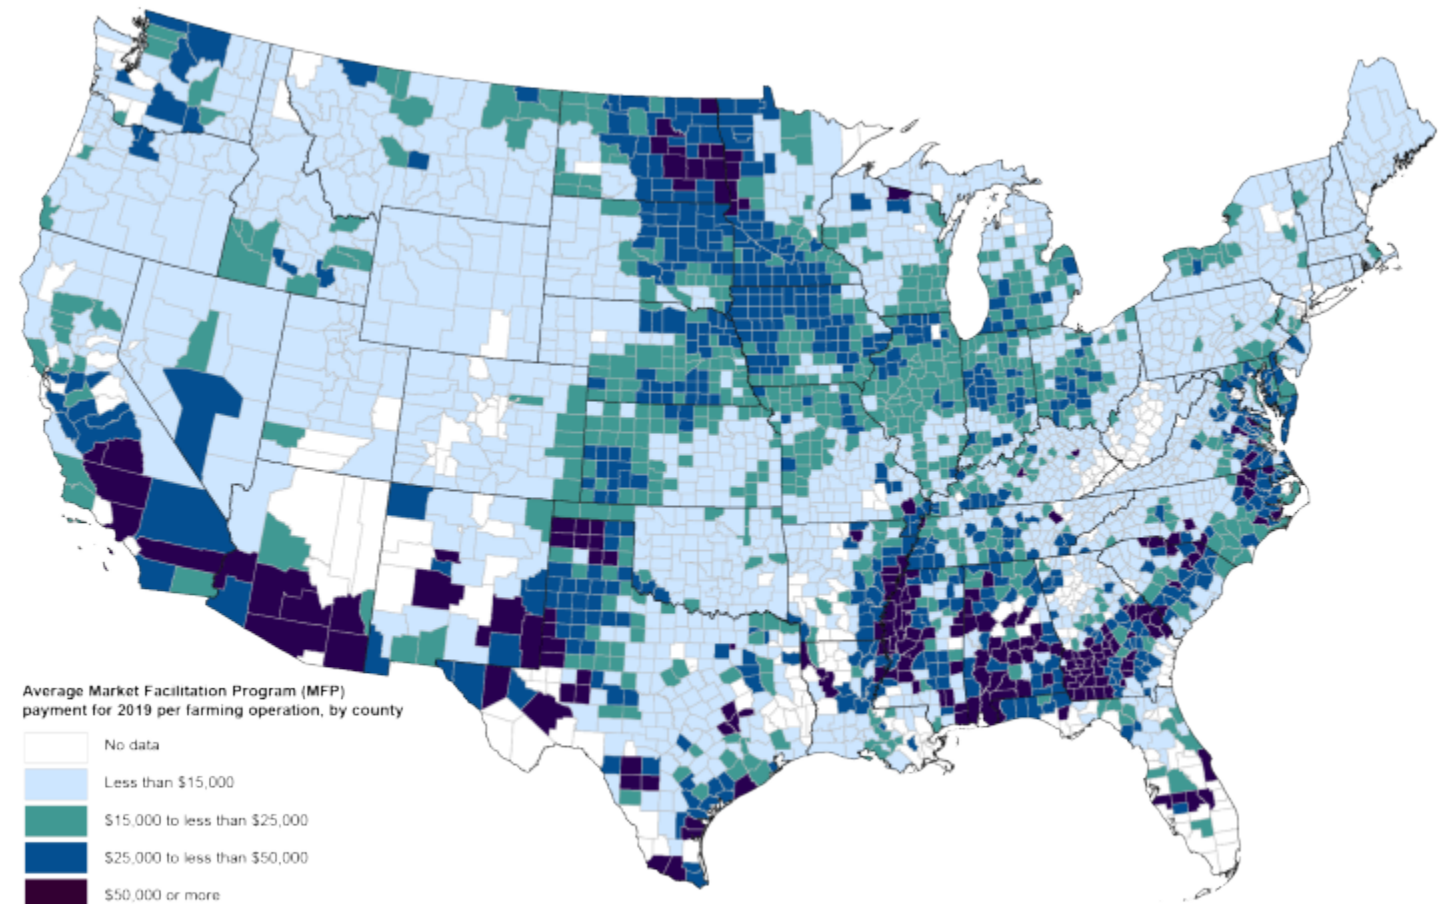 Average Market Facilitation Program (MFP)
payment for 2019 per farming operation, by county
No data
Less than $15,000
$15,000 to less than $25,000
$25,000 to less than $50,000
$50,000 or more